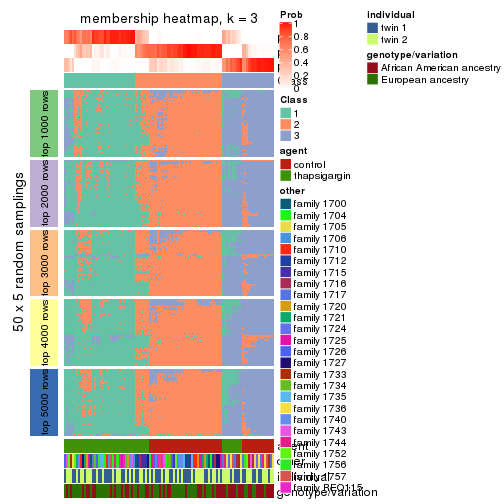 membership heatmap, k = 3
Prob
1
0.8
0.6
0.4
0.2
0
Class
1
2
3
agent
control
thapsigargin
other
family 1700
family 1704
family 1705
family 1706
family 1710
family 1712
family 1715
family 1716
family 1717
family 1720
family 1721
family 1724
family 1725
family 1726
family 1727
family 1733
family 1734
family 1735
family 1736
family 1740
family 1743
family 1744
family 1752
family 1756
family 1757
family REO115
individual
twin 1
twin 2
genotype/variation
African American ancestry
European ancestry
50 x 5 random samplings
top 1000 rows
top 2000 rows
top 3000 rows
top 4000 rows
top 5000 rows
genotype/variation